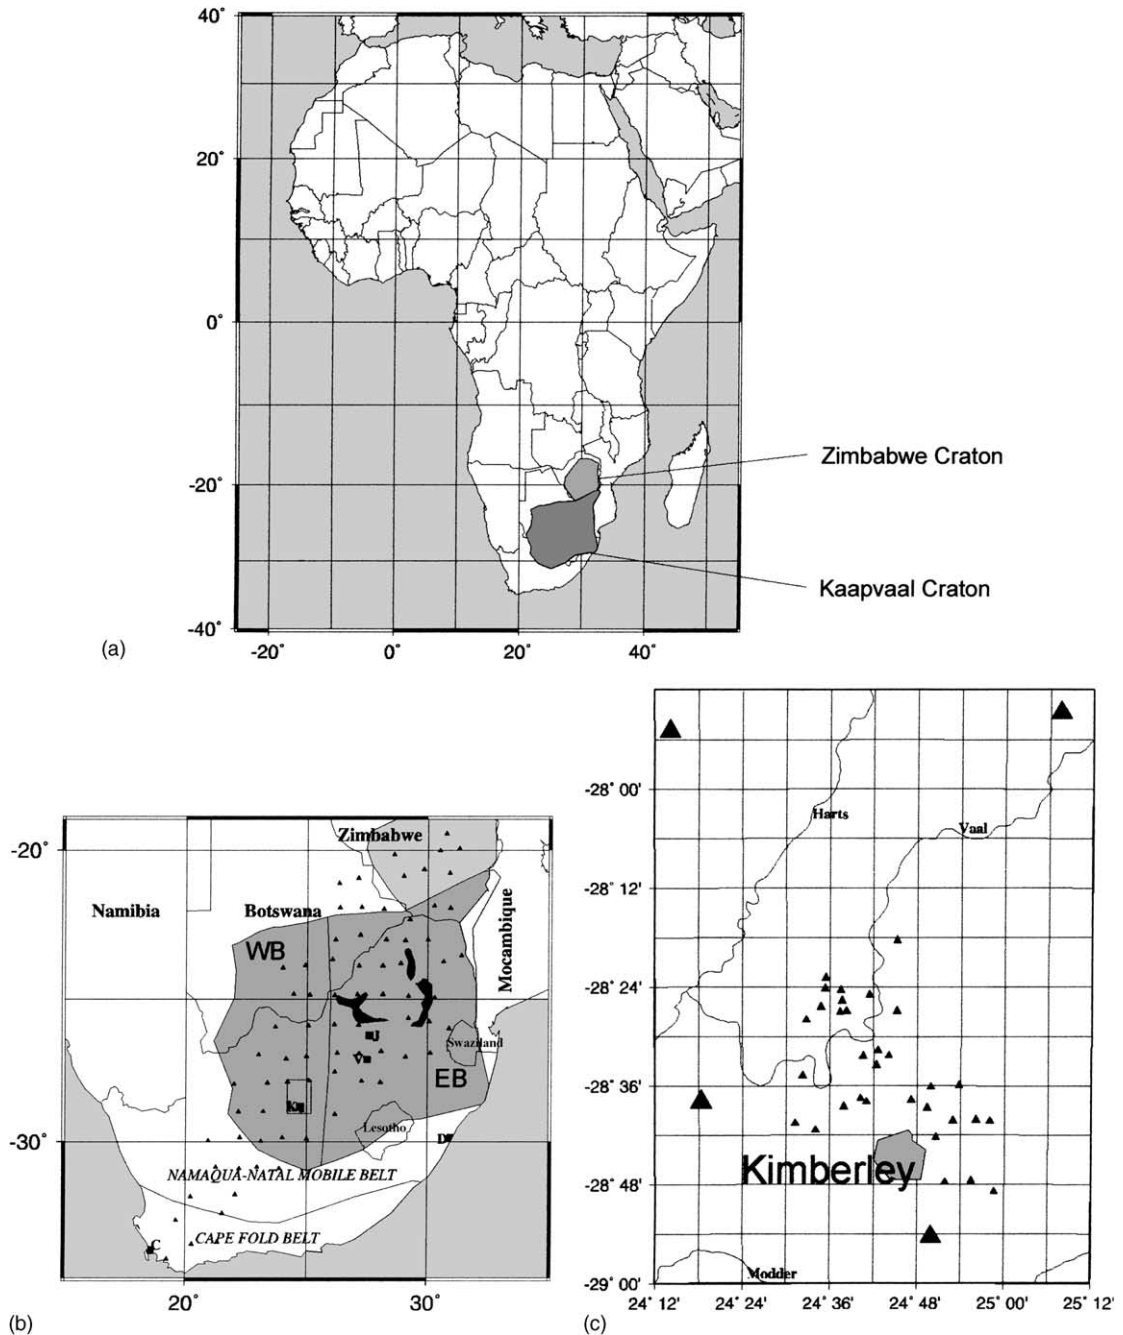 40°
20°
0°
-20°
-40°
-20°
0°
20°
40°
Zimbabwe Craton
Kaapvaal Craton
(a)
-20°
-30°
20°
30°
Zimbabwe
Namibia
Botswana
Mocambique
WB
J
V
Swaziland
EB
K
Lesotho
D
NAMAQUA-NATAL MOBILE BELT
CAPE FOLD BELT
C
(b)
-28° 00'
-28° 12'
-28° 24'
-28° 36'
-28° 48'
-29° 00'
Harts
Vaal
Kimberley
Modder
24° 12'
24° 24'
24° 36'
24° 48'
25° 00'
25° 12'
(c)